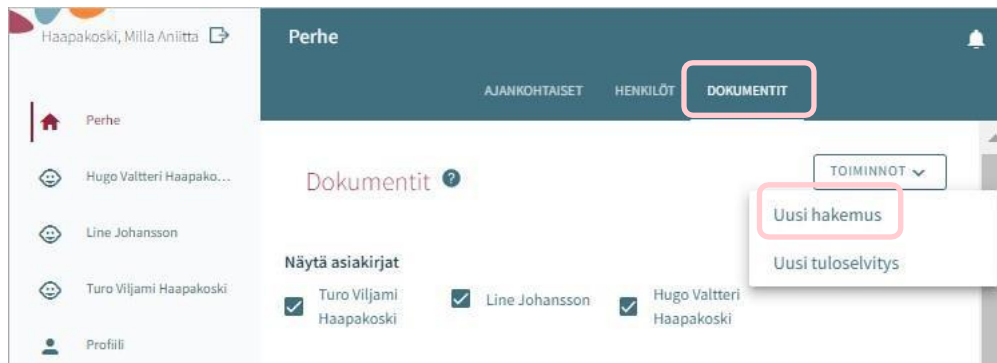 Haapakoski, Milla Aniitta
Perhe
Hugo Valtteri Haapako...
Line Johansson
Turo Viljami Haapakoski
Profiili
Perhe
AJANKOHTAISET HENKILÖT DOKUMENTIT
Dokumentit ?
TOIMINNOT
Uusi hakemus
Uusi tuloselvitys
Näytä asiakirjat
Turo Viljami
Haapakoski
Line Johansson
Hugo Valtteri
Haapakoski